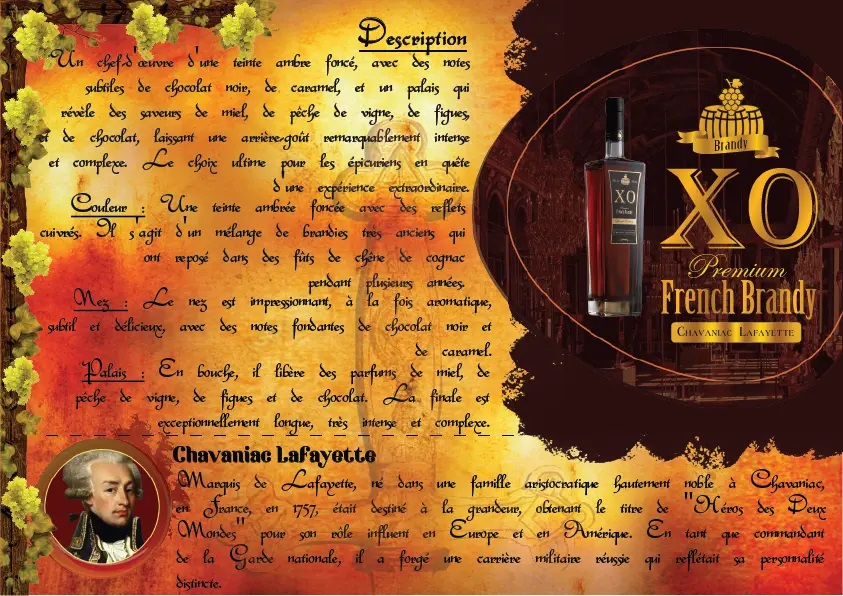 Description
Un chef-d'œuvre d'une teinte ambre foncé, avec des notes
subtiles de chocolat noir, de caramel, et un palais qui
révèle des saveurs de miel, de pêche de vigne, de figues,
et de chocolat, laissant une arrière-goût remarquablement intense
et complexe. Le choix ultime pour les épicuriens en quête
d'une expérience extraordinaire.
Couleur : Une teinte ambrée foncée avec des reflets
cuivrés. Il s'agit d'un mélange de brandies très anciens qui
ont reposé dans des fûts de chêne de cognac
pendant plusieurs années.
Nez : Le nez est impressionnant, à la fois aromatique,
subtil et délicieux, avec des notes fondantes de chocolat noir et
de caramel.
Palais : En bouche, il libère des parfums de miel, de
pêche de vigne, de figues et de chocolat. La finale est
exceptionnellement longue, très intense et complexe.
Brandy
XO
Premium
French Brandy
Chavaniac Lafayette
XO
Chavaniac Lafayette
Marquis de Lafayette, né dans une famille aristocratique hautement noble à Chavaniac,
en France, en 1757, était destiné à la grandeur, obtenant le titre de "Héros des Deux
Mondes" pour son rôle influent en Europe et en Amérique. En tant que commandant
de la Garde nationale, il a forgé une carrière militaire réussie qui reflétait sa personnalité
distincte.